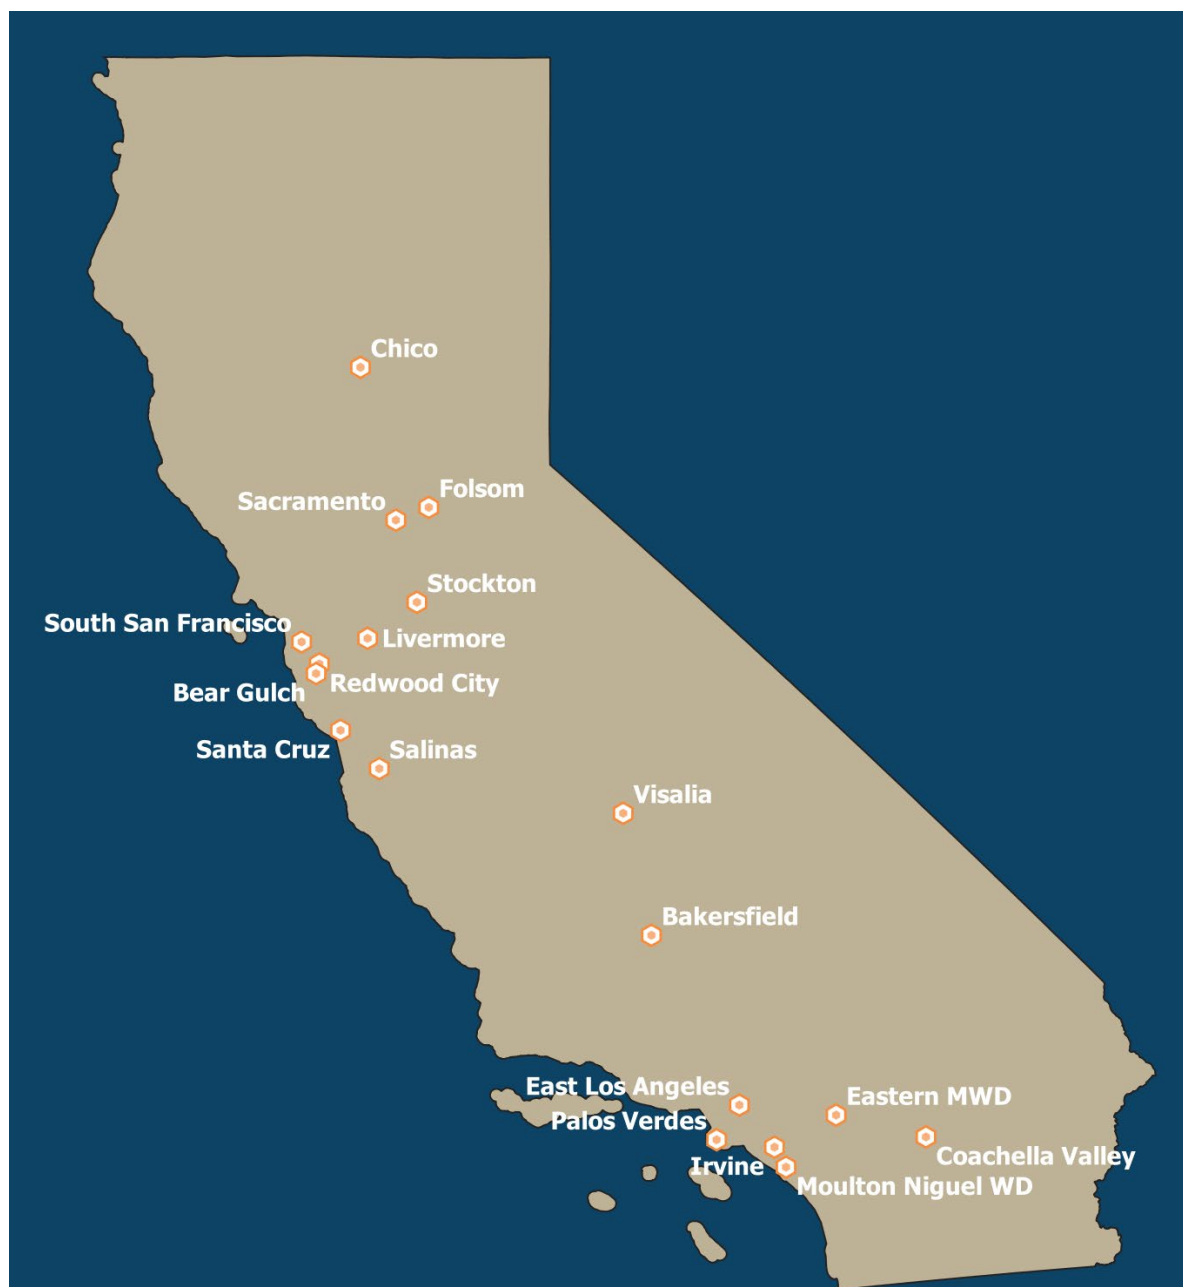 Chico
Folsom
Sacramento
Stockton
South San Francisco
Livermore
Redwood City
Bear Gulch
Santa Cruz
Salinas
Visalia
Bakersfield
East Los Angeles
Eastern MWD
Palos Verdes
Coachella Valley
Irvine
Moulton Niguel WD